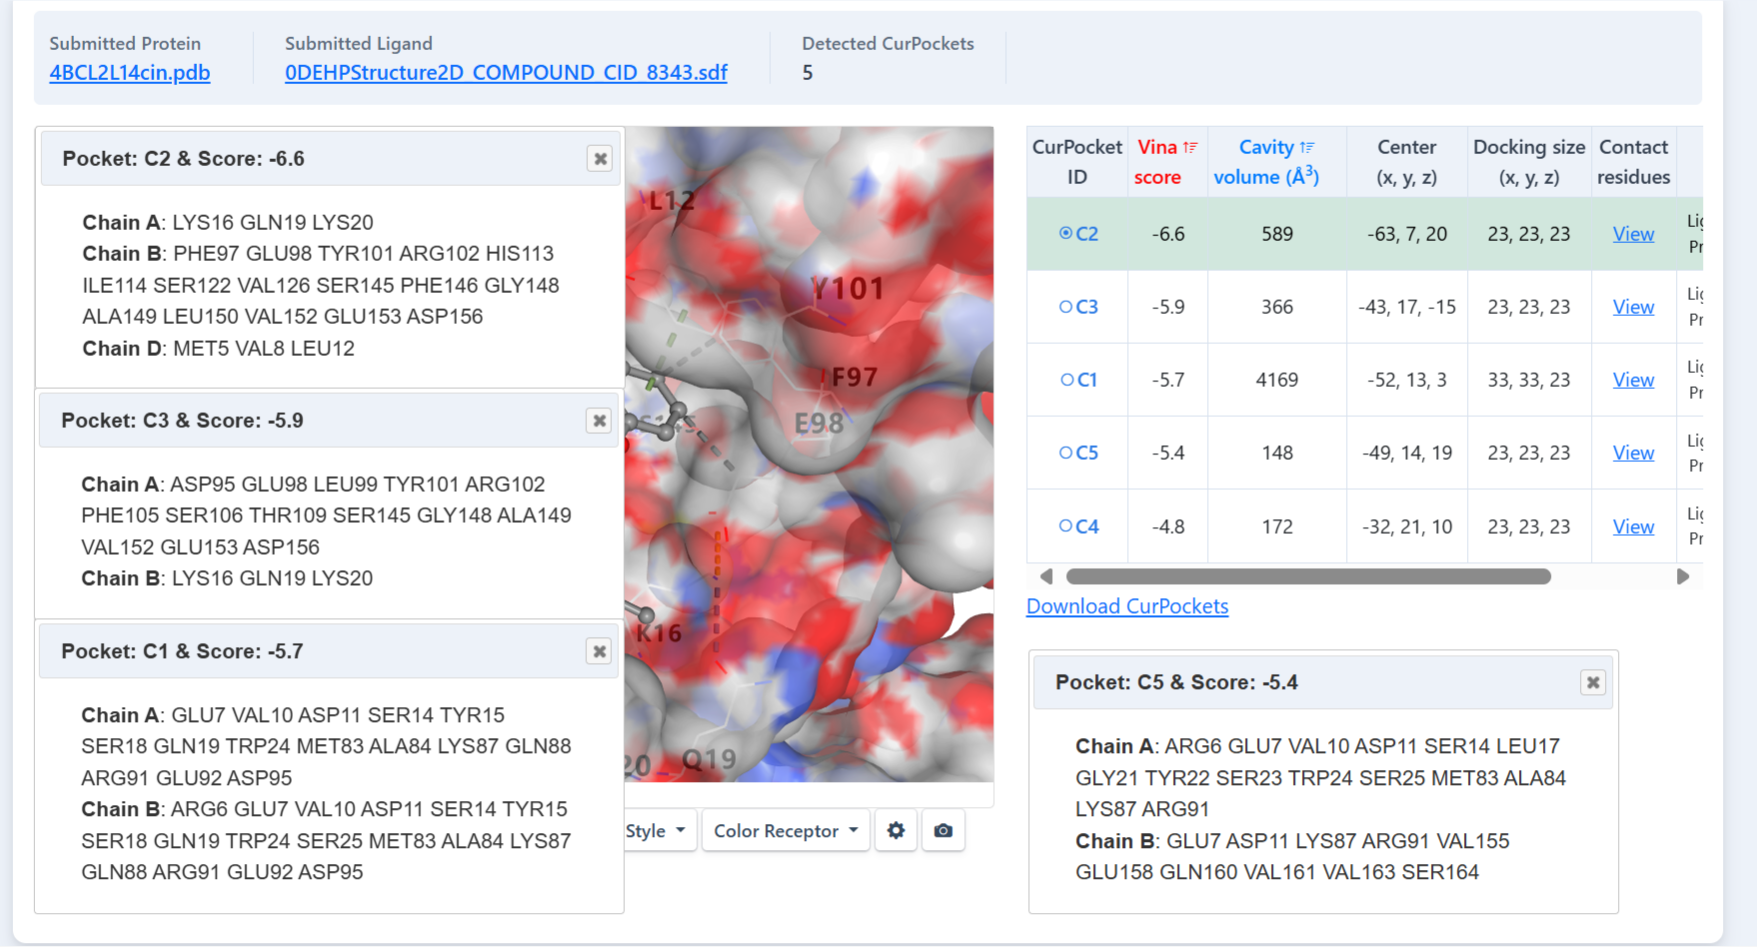 Submitted Protein
4BCL2L14cin.pdb
Submitted Ligand
0DEHPStructure2D_COMPOUND_CID_8343.sdf
Detected CurPockets
5
Pocket: C2 & Score: -6.6
Chain A: LYS16 GLN19 LYS20
Chain B: PHE97 GLU98 TYR101 ARG102 HIS113
ILE114 SER122 VAL126 SER145 PHE146 GLY148
ALA149 LEU150 VAL152 GLU153 ASP156
Chain D: MET5 VAL8 LEU12
Pocket: C3 & Score: -5.9
Chain A: ASP95 GLU98 LEU99 TYR101 ARG102
PHE105 SER106 THR109 SER145 GLY148 ALA149
VAL152 GLU153 ASP156
Chain B: LYS16 GLN19 LYS20
Pocket: C1 & Score: -5.7
Chain A: GLU7 VAL10 ASP11 SER14 TYR15
SER18 GLN19 TRP24 MET83 ALA84 LYS87 GLN88
ARG91 GLU92 ASP95
Chain B: ARG6 GLU7 VAL10 ASP11 SER14 TYR15
SER18 GLN19 TRP24 SER25 MET83 ALA84 LYS87
GLN88 ARG91 GLU92 ASP95
L12
Y101
F97
E98
K16
20
Q19
Style
Color Receptor
CurPocket ID
Vina score
Cavity volume (Å³)
Center (x, y, z)
Docking size (x, y, z)
Contact residues
C2 -6.6 589 -63, 7, 20 23, 23, 23 View
C3 -5.9 366 -43, 17, -15 23, 23, 23 View
C1 -5.7 4169 -52, 13, 3 33, 33, 23 View
C5 -5.4 148 -49, 14, 19 23, 23, 23 View
C4 -4.8 172 -32, 21, 10 23, 23, 23 View
Download CurPockets
Pocket: C5 & Score: -5.4
Chain A: ARG6 GLU7 VAL10 ASP11 SER14 LEU17
GLY21 TYR22 SER23 TRP24 SER25 MET83 ALA84
LYS87 ARG91
Chain B: GLU7 ASP11 LYS87 ARG91 VAL155
GLU158 GLN160 VAL161 VAL163 SER164